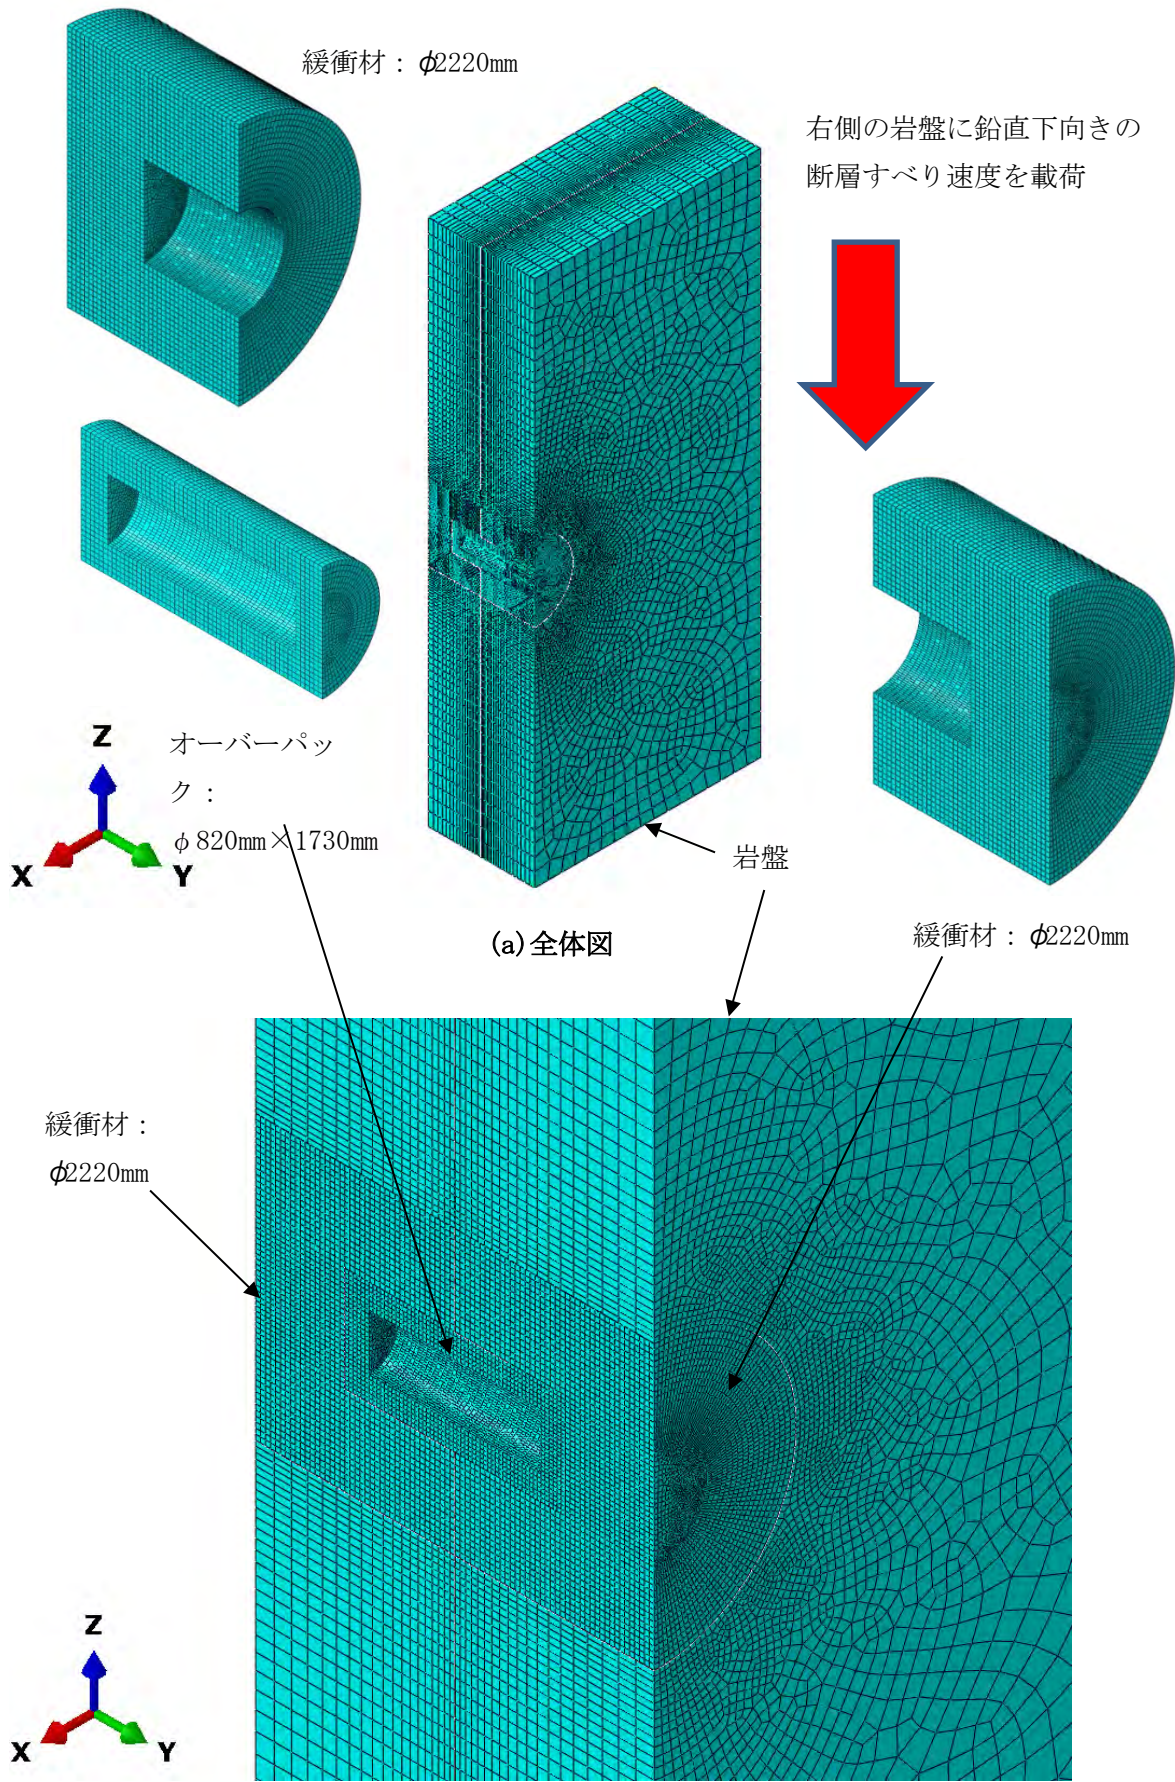 緩衝材：φ2220mm
右側の岩盤に鉛直下向きの
断層すべり速度を載荷
Z
X
Y
オーバーパッ
ク：
φ820mm×1730mm
岩盤
(a)全体図
緩衝材：φ2220mm
緩衝材：
φ2220mm
Z
X
Y